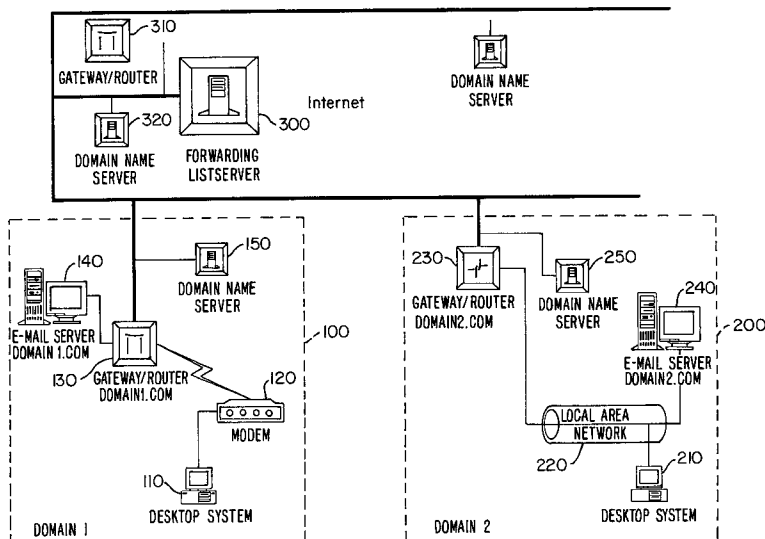 310
GATEWAY/ROUTER
320
DOMAIN NAME
SERVER
300
FORWARDING
LISTSERVER
Internet
DOMAIN NAME
SERVER
140
E-MAIL SERVER
DOMAIN 1.COM
150
DOMAIN NAME
SERVER
130
GATEWAY/ROUTER
DOMAIN1.COM
100
120
MODEM
110
DESKTOP SYSTEM
DOMAIN 1
230
GATEWAY/ROUTER
DOMAIN2.COM
250
DOMAIN NAME
SERVER
240
E-MAIL SERVER
DOMAIN2.COM
200
LOCAL AREA
NETWORK
220
210
DESKTOP SYSTEM
DOMAIN 2